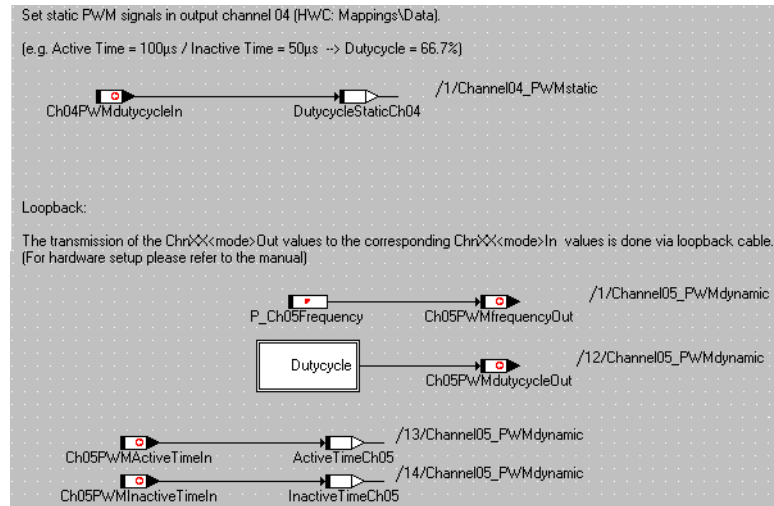 Set static PWM signals in output channel 04 (HWC: Mappings\Data).
(e.g. Active Time = 100µs / Inactive Time = 50µs --> Dutycycle = 66.7%)
/1/Channel04_PWMstatic
Ch04PWMdutycycleIn DutycycleStaticCh04
Loopback:
The transmission of the ChnXX<mode>Out values to the corresponding ChnXX<mode>In values is done via loopback cable.
(For hardware setup please refer to the manual)
/1/Channel05_PWMdynamic
P_Ch05Frequency Ch05PWMfrequencyOut
Dutycycle /12/Channel05_PWMdynamic
Ch05PWMdutycycleOut
/13/Channel05_PWMdynamic
Ch05PWMActiveTimeIn ActiveTimeCh05
/14/Channel05_PWMdynamic
Ch05PWMInactiveTimeIn InactiveTimeCh05